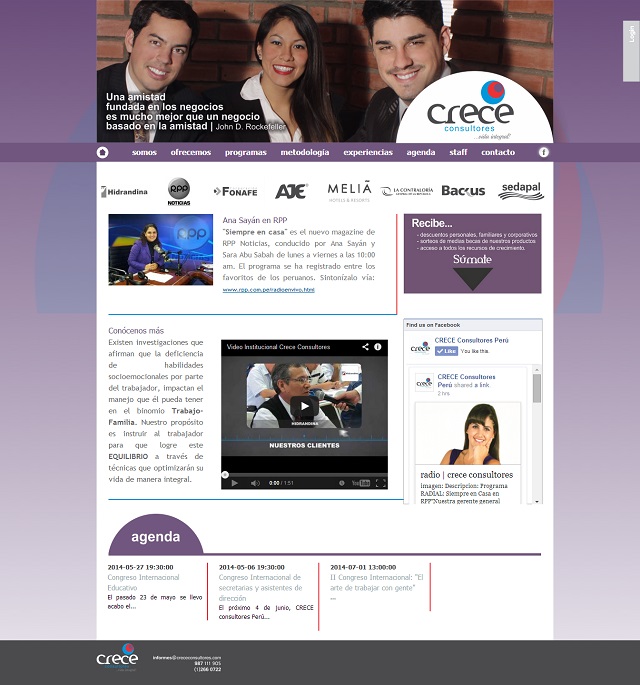 Login
Una amistad
fundada en los negocios
es mucho mejor que un negocio
basado en la amistad | John D. Rockefeller
crece
consultores
...vida integral!
somos ofrecemos programas metodología experiencias agenda staff contacto
Hidrandina RPP NOTICIAS FONAFE AJE MELIÁ HOTELS & RESORTS LA CONTRALORÍA Backus sedapal
Ana Sayán en RPP
"Siempre en casa" es el nuevo magazine de
RPP Noticias, conducido por Ana Sayán y
Sara Abu Sabah de lunes a viernes a las 10:00
am. El programa se ha registrado entre los
favoritos de los peruanos. Sintonízalo vía:
www.rpp.com.pe/radioenvivo.html
Recibe...
- descuentos personales, familiares y corporativos
- sorteos de medias becas de nuestros productos
- acceso a todos los recursos de crecimiento.
Súmate
Conócenos más
Existen investigaciones que
afirman que la deficiencia
de habilidades
socioemocionales por parte
del trabajador, impactan el
manejo que él pueda tener
en el binomio Trabajo-
Familia. Nuestro propósito
es instruir al trabajador
para que logre este
EQUILIBRIO a través de
técnicas que optimizarán su
vida de manera integral.
Video Institucional Crece Consultores
HIDRANDINA
NUESTROS CLIENTES
0:00 / 1:51
YouTube
Find us on Facebook
crece
CRECE Consultores Perú
Like You like this.
crece
CRECE Consultores
Perú shared a link.
2 hrs
radio | crece consultores
imagen: Descripcion: Programa
RADIAL: Siempre en Casa en
RPP"Nuestra gerente general
agenda
2014-05-27 19:30:00
Congreso Internacional
Educativo
El pasado 23 de mayo se llevo
acabo el...
2014-05-06 19:30:00
Congreso Internacional de
secretarias y asistentes de
dirección
El próximo 4 de junio, CRECE
consultores Perú...
2014-07-01 13:00:00
II Congreso Internacional: "El
arte de trabajar con gente"
...
crece
informes@cececonsultores.com
987 111 905
(1)266 0722